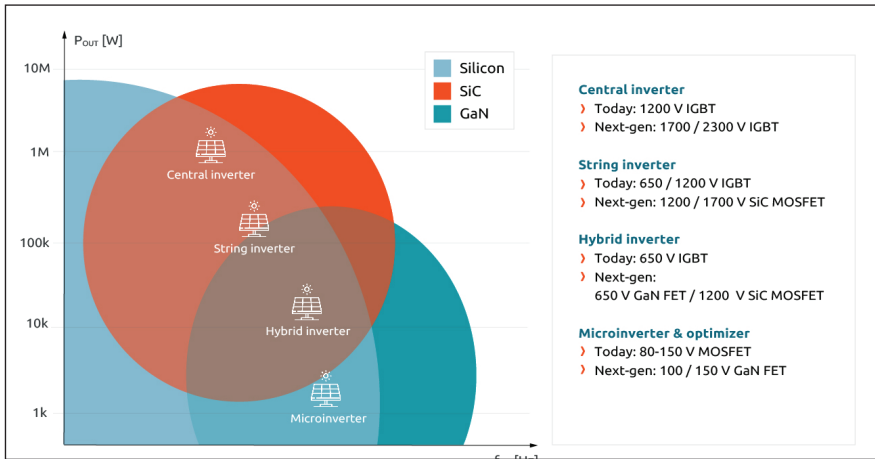 P_OUT [W]
10M
1M
100k
10k
1k
Silicon
SiC
GaN
Central inverter
String inverter
Hybrid inverter
Microinverter
Central inverter
› Today: 1200 V IGBT
› Next-gen: 1700 / 2300 V IGBT
String inverter
› Today: 650 / 1200 V IGBT
› Next-gen: 1200 / 1700 V SiC MOSFET
Hybrid inverter
› Today: 650 V IGBT
› Next-gen:
650 V GaN FET / 1200 V SiC MOSFET
Microinverter & optimizer
› Today: 80-150 V MOSFET
› Next-gen: 100 / 150 V GaN FET